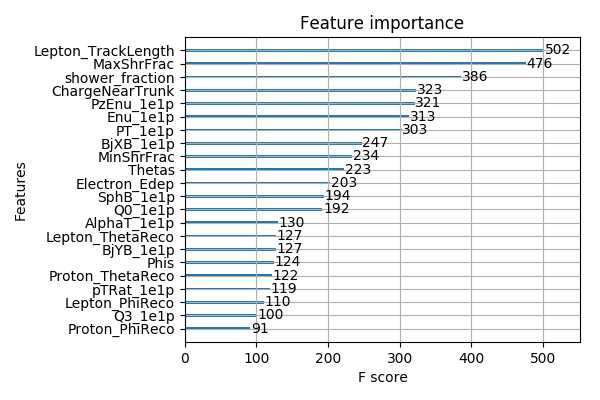 Feature importance
Lepton_TrackLength 502
MaxShrFrac 476
shower_fraction 386
ChargeNearTrunk 323
PzEnu_1e1p 321
Enu_1e1p 313
PT_1e1p 303
BjXB_1e1p 247
MinShrFrac 234
Thetas 223
Electron_Edep 203
SphB_1e1p 194
Q0_1e1p 192
AlphaT_1e1p 130
Lepton_ThetaReco 127
BjYB_1e1p 127
Phis 124
Proton_ThetaReco 122
pTRat_1e1p 119
Lepton_PhiReco 110
Q3_1e1p 100
Proton_PhiReco 91
Features
0 100 200 300 400 500
F score